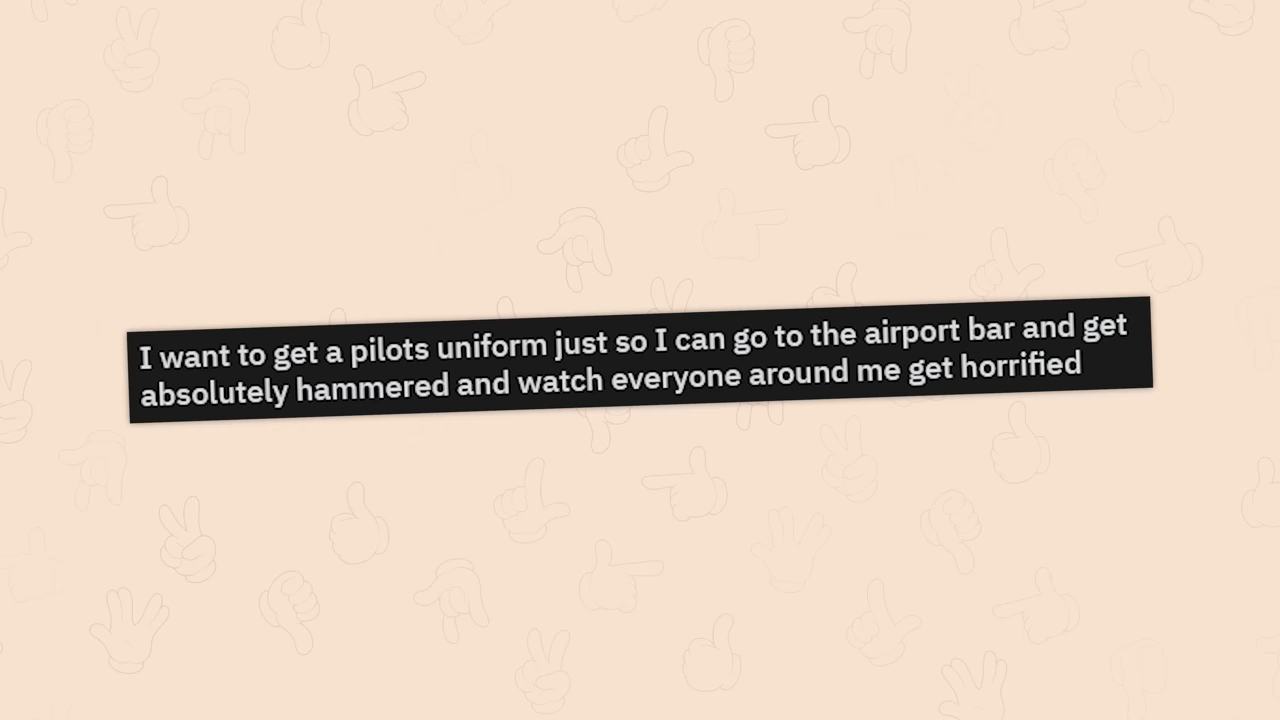 I want to get a pilots uniform just so I can go to the airport bar and get
absolutely hammered and watch everyone around me get horrified